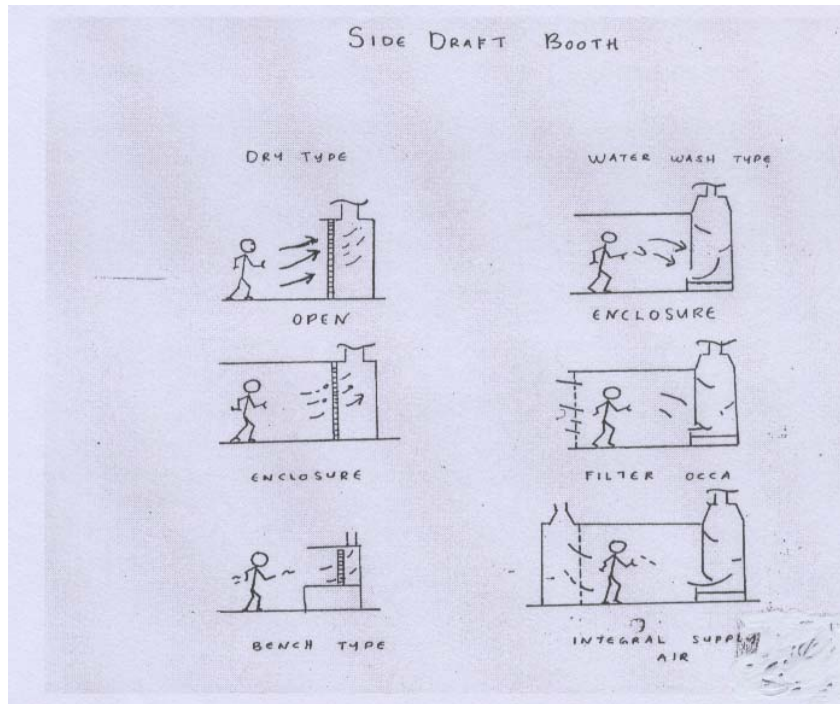 SIDE DRAFT BOOTH
DRY TYPE
WATER WASH TYPE
OPEN
ENCLOSURE
ENCLOSURE
FILTER OCCA
BENCH TYPE
INTEGRAL SUPPLY
AIR